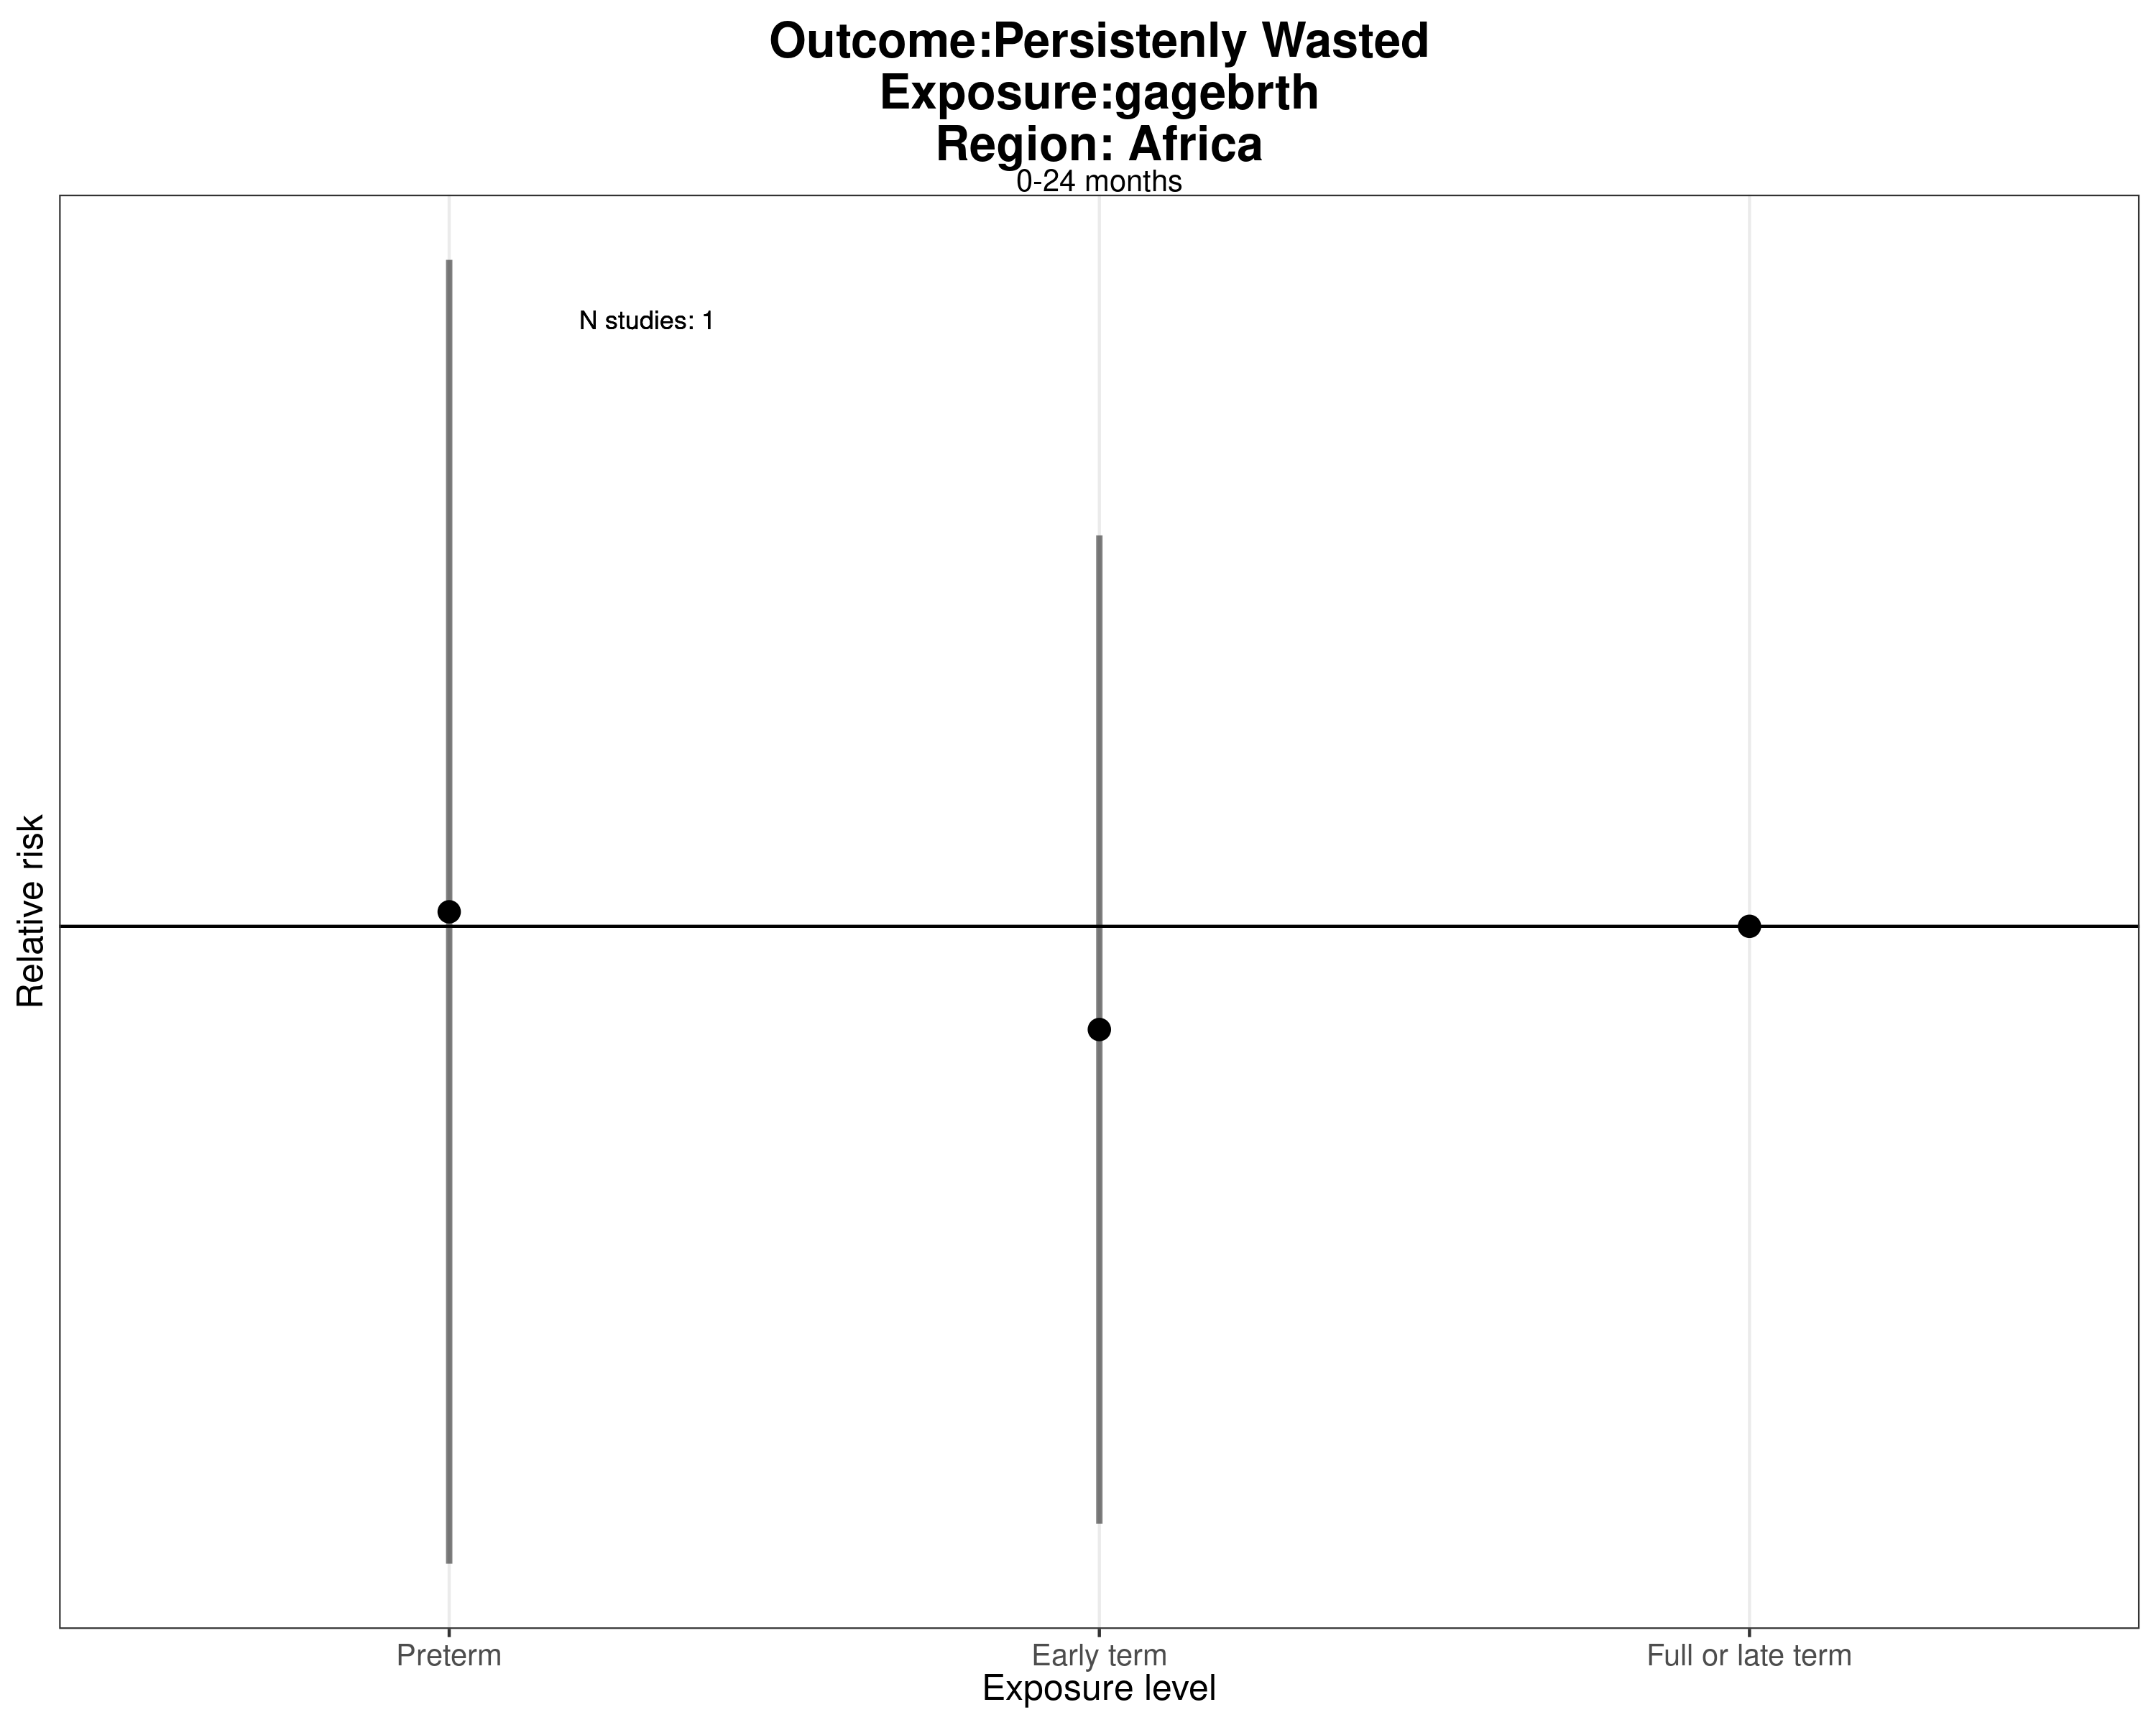 Outcome:Persistenly Wasted
Exposure:gagebrth
Region: Africa
0-24 months
N studies: 1
Relative risk
Preterm
Early term
Full or late term
Exposure level